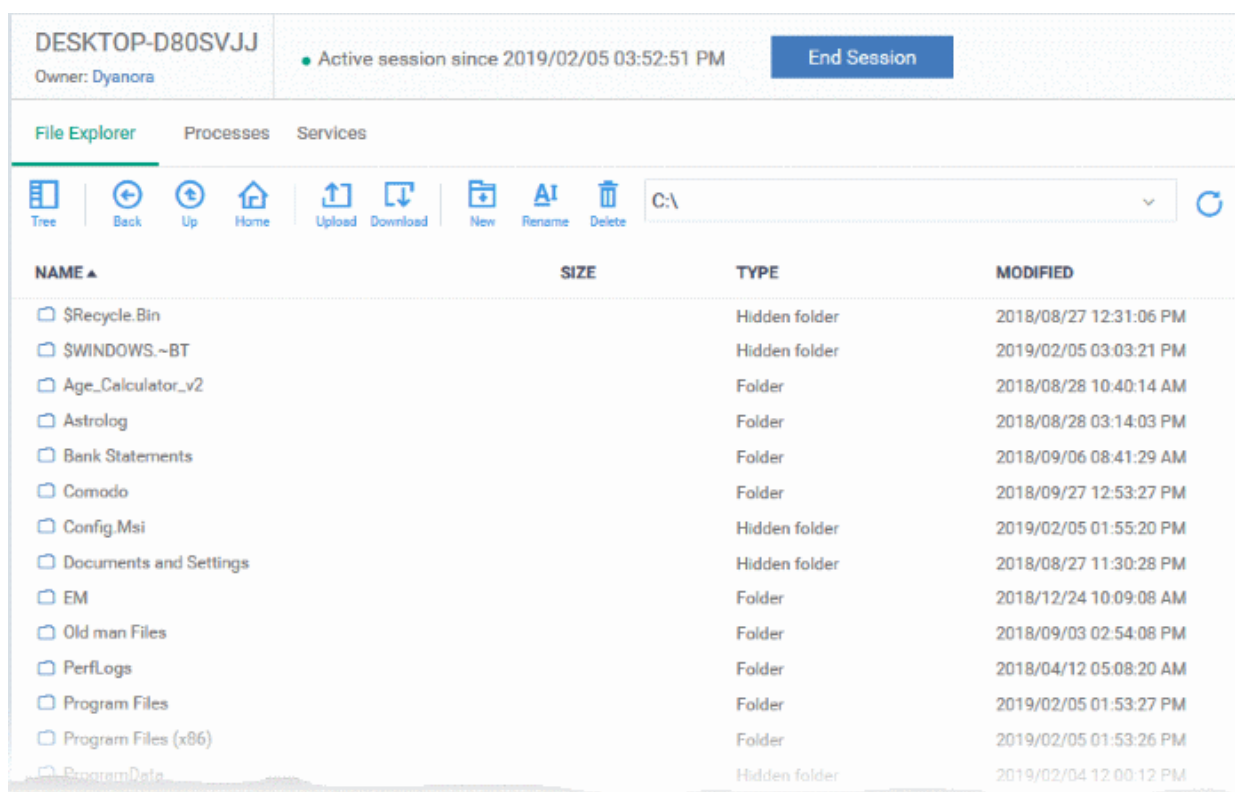 DESKTOP-D80SVJJ
Owner: Dyanora
Active session since 2019/02/05 03:52:51 PM
End Session
File Explorer Processes Services
Tree Back Up Home Upload Download New Rename Delete C:\
NAME SIZE TYPE MODIFIED
$Recycle.Bin Hidden folder 2018/08/27 12:31:06 PM
$WINDOWS.~BT Hidden folder 2019/02/05 03:03:21 PM
Age_Calculator_v2 Folder 2018/08/28 10:40:14 AM
Astrolog Folder 2018/08/28 03:14:03 PM
Bank Statements Folder 2018/09/06 08:41:29 AM
Comodo Folder 2018/09/27 12:53:27 PM
Config.Msi Hidden folder 2019/02/05 01:55:20 PM
Documents and Settings Hidden folder 2018/08/27 11:30:28 PM
EM Folder 2018/12/24 10:09:08 AM
Old man Files Folder 2018/09/03 02:54:08 PM
PerfLogs Folder 2018/04/12 05:08:20 AM
Program Files Folder 2019/02/05 01:53:27 PM
Program Files (x86) Folder 2019/02/05 01:53:26 PM
ProgramData Hidden folder 2019/02/04 12:00:12 PM